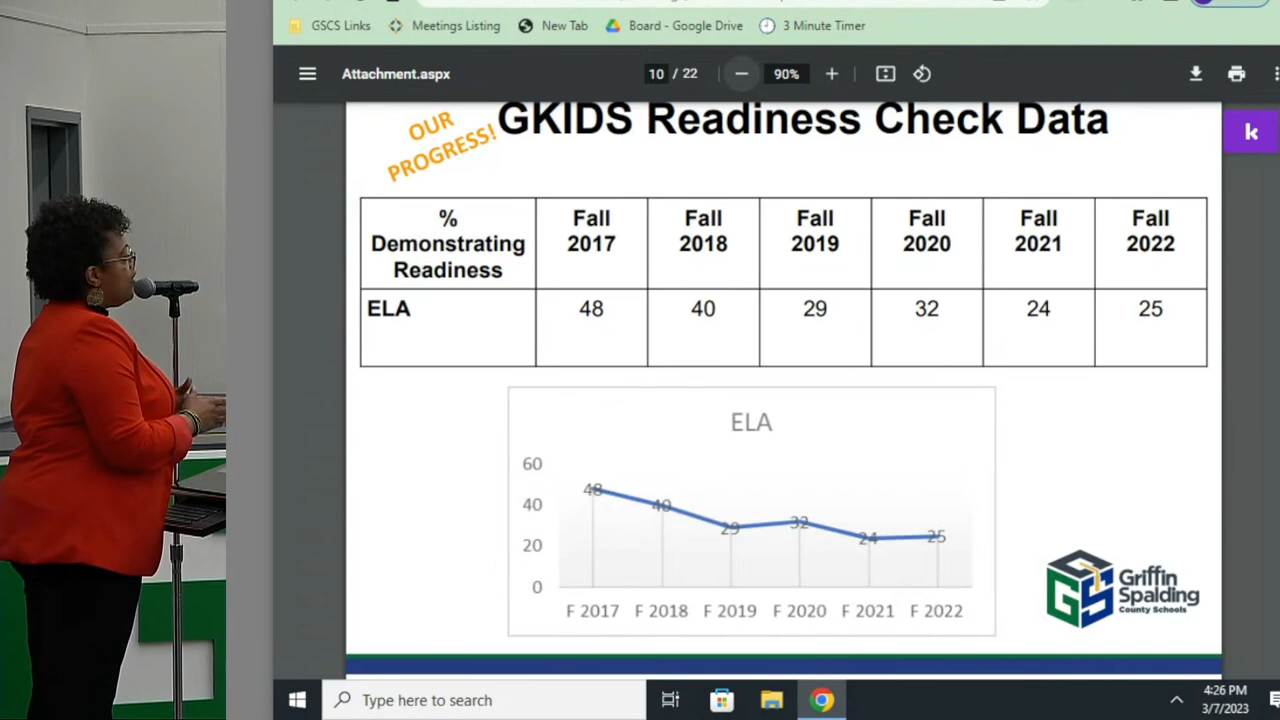 GSCS Links
Meetings Listing
New Tab
Board - Google Drive
3 Minute Timer
Attachment.aspx
10 / 22
90%
k
OUR
PROGRESS!
GKIDS Readiness Check Data
%
Demonstrating
Readiness
Fall
2017
Fall
2018
Fall
2019
Fall
2020
Fall
2021
Fall
2022
ELA
48
40
29
32
24
25
ELA
60
40
20
0
48
40
29
32
24
25
F 2017
F 2018
F 2019
F 2020
F 2021
F 2022
GS
Griffin
Spalding
County Schools
Type here to search
4:26 PM
3/7/2023